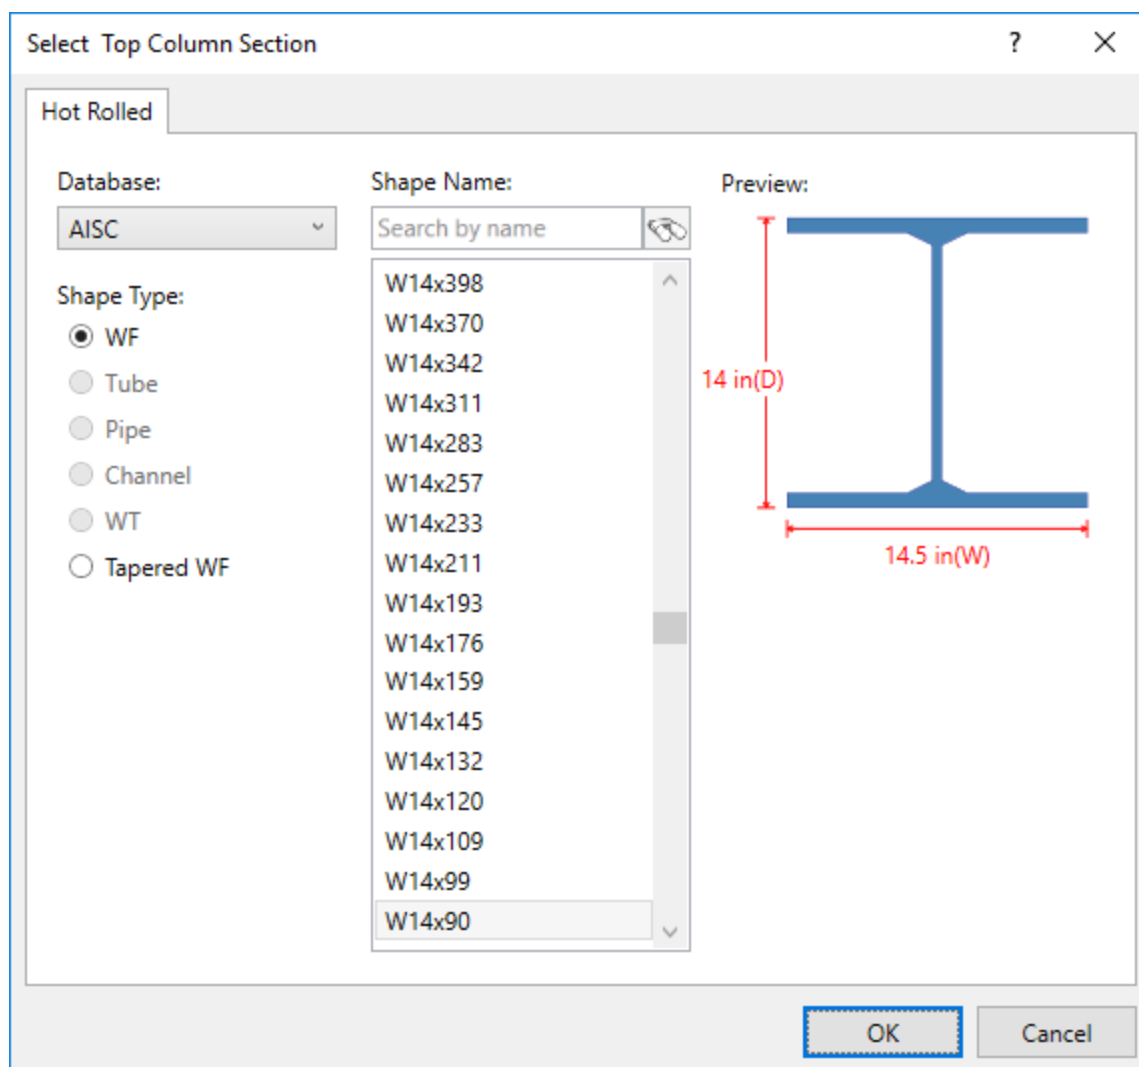 Select  Top Column Section
?
Hot Rolled
Database:
AISC
Shape Type:
WF
Tube
Pipe
Channel
WT
Tapered WF
Shape Name:
Search by name
W14x398
W14x370
W14x342
W14x311
W14x283
W14x257
W14x233
W14x211
W14x193
W14x176
W14x159
W14x145
W14x132
W14x120
W14x109
W14x99
W14x90
Preview:
14 in(D)
14.5 in(W)
OK
Cancel